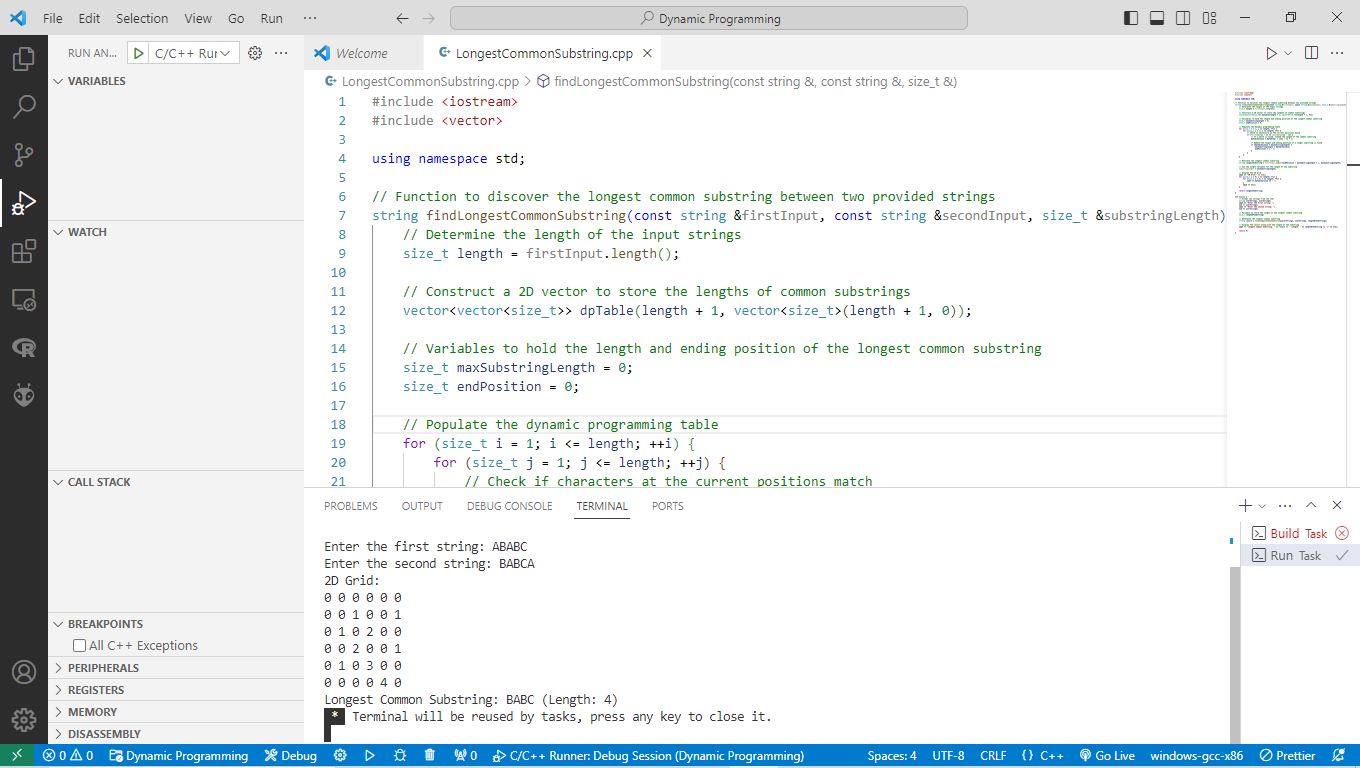 File Edit Selection View Go Run ··· Dynamic Programming
RUN AN... C/C++ Rur ···
Welcome LongestCommonSubstring.cpp
LongestCommonSubstring.cpp > findLongestCommonSubstring(const string &, const string &, size_t &)
VARIABLES
WATCH
CALL STACK
BREAKPOINTS
All C++ Exceptions
PERIPHERALS
REGISTERS
MEMORY
DISASSEMBLY
1 #include <iostream>
2 #include <vector>
3
4 using namespace std;
5
6 // Function to discover the longest common substring between two provided strings
7 string findLongestCommonSubstring(const string &firstInput, const string &secondInput, size_t &substringLength)
8 // Determine the length of the input strings
9 size_t length = firstInput.length();
10
11 // Construct a 2D vector to store the lengths of common substrings
12 vector<vector<size_t>> dpTable(length + 1, vector<size_t>(length + 1, 0));
13
14 // Variables to hold the length and ending position of the longest common substring
15 size_t maxSubstringLength = 0;
16 size_t endPosition = 0;
17
18 // Populate the dynamic programming table
19 for (size_t i = 1; i <= length; ++i) {
20 for (size_t j = 1; j <= length; ++j) {
21 // Check if characters at the current positions match
PROBLEMS OUTPUT DEBUG CONSOLE TERMINAL PORTS
Enter the first string: ABABC
Enter the second string: BABCA
2D Grid:
0 0 0 0 0 0
0 0 1 0 0 1
0 1 0 2 0 0
0 0 2 0 0 1
0 1 0 3 0 0
0 0 0 0 4 0
Longest Common Substring: BABC (Length: 4)
* Terminal will be reused by tasks, press any key to close it.
Build Task
Run Task
0 0 Dynamic Programming Debug 0 C/C++ Runner: Debug Session (Dynamic Programming) Spaces: 4 UTF-8 CRLF {} C++ Go Live windows-gcc-x86 Prettier